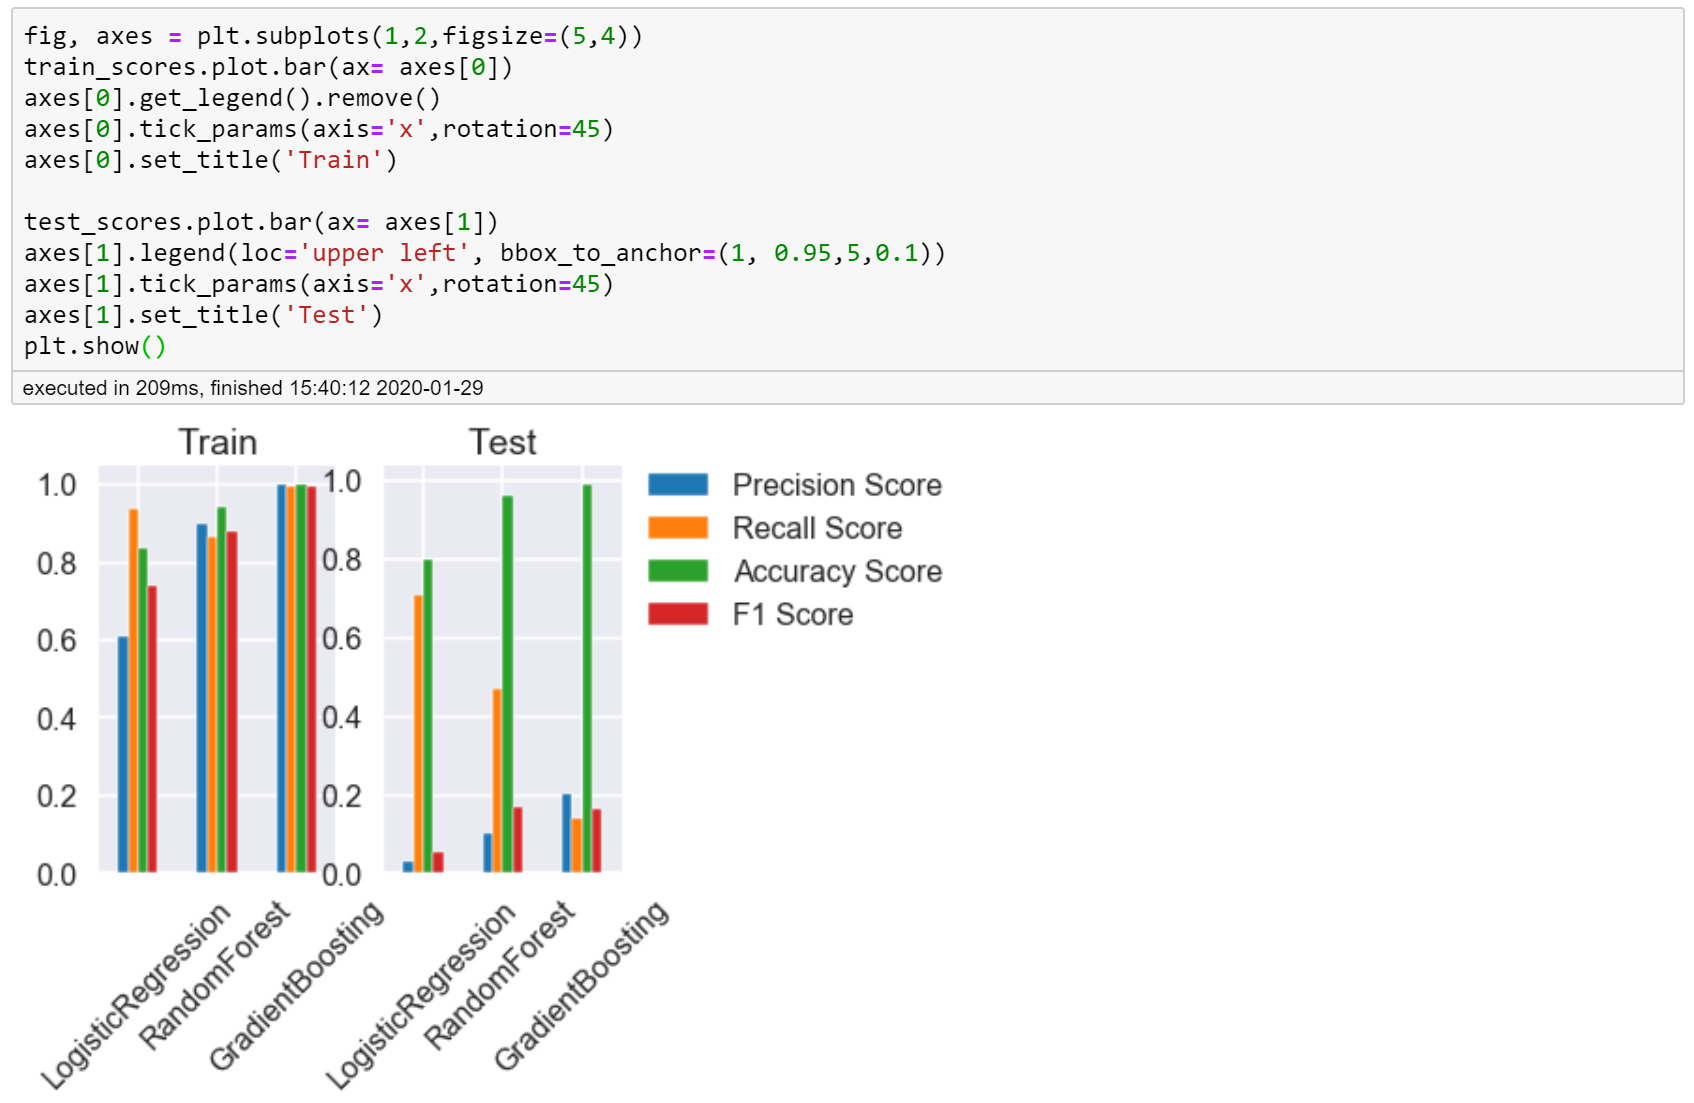 fig, axes = plt.subplots(1,2,figsize=(5,4))
train_scores.plot.bar(ax= axes[0])
axes[0].get_legend().remove()
axes[0].tick_params(axis='x',rotation=45)
axes[0].set_title('Train')
test_scores.plot.bar(ax= axes[1])
axes[1].legend(loc='upper left', bbox_to_anchor=(1, 0.95,5,0.1))
axes[1].tick_params(axis='x',rotation=45)
axes[1].set_title('Test')
plt.show()
executed in 209ms, finished 15:40:12 2020-01-29
Train
1.0
0.8
0.6
0.4
0.2
0.0
LogisticRegression
RandomForest
GradientBoosting
Test
1.0
0.8
0.6
0.4
0.2
0.0
LogisticRegression
RandomForest
GradientBoosting
Precision Score
Recall Score
Accuracy Score
F1 Score